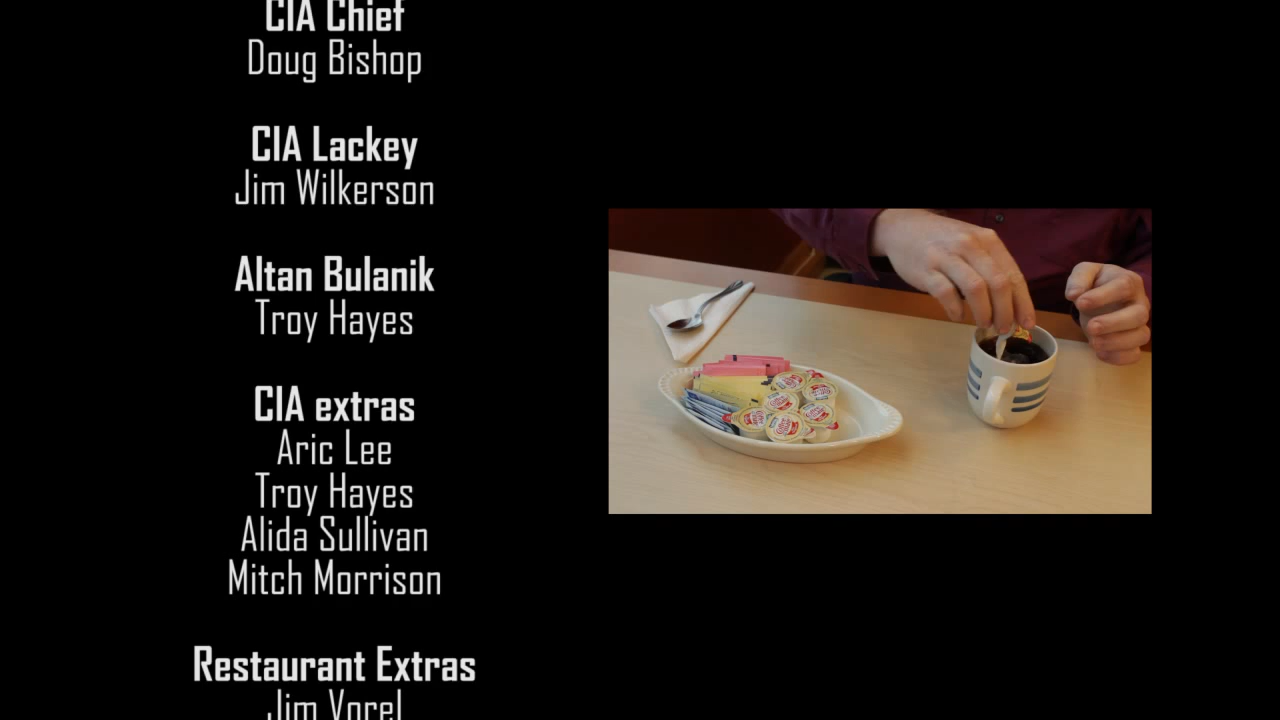 CIA Chief
Doug Bishop
CIA Lackey
Jim Wilkerson
Altan Bulanik
Troy Hayes
CIA extras
Aric Lee
Troy Hayes
Alida Sullivan
Mitch Morrison
Restaurant Extras
Jim Vorel